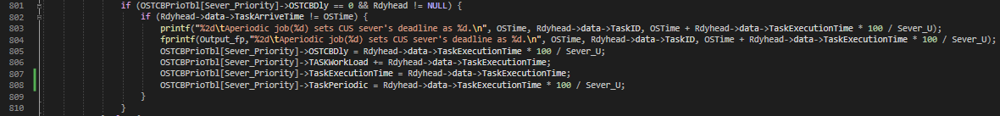 801 if (OSTCBPrioTbl[Sever_Priority]->OSTCBDly == 0 && Rdyhead != NULL) {
802 if (Rdyhead->data->TaskArriveTime != OSTime) {
803 printf("%2d\tAperiodic job(%d) sets CUS sever's deadline as %d.\n", OSTime, Rdyhead->data->TaskID, OSTime + Rdyhead->data->TaskExecutionTime * 100 / Sever_U);
804 fprintf(Output_fp,"%2d\tAperiodic job(%d) sets CUS sever's deadline as %d.\n", OSTime, Rdyhead->data->TaskID, OSTime + Rdyhead->data->TaskExecutionTime * 100 / Sever_U);
805 OSTCBPrioTbl[Sever_Priority]->OSTCBDly = Rdyhead->data->TaskExecutionTime * 100 / Sever_U;
806 OSTCBPrioTbl[Sever_Priority]->TASKWorkLoad += Rdyhead->data->TaskExecutionTime;
807 OSTCBPrioTbl[Sever_Priority]->TaskExecutionTime = Rdyhead->data->TaskExecutionTime;
808 OSTCBPrioTbl[Sever_Priority]->TaskPeriodic = Rdyhead->data->TaskExecutionTime * 100 / Sever_U;
809 }
810 }